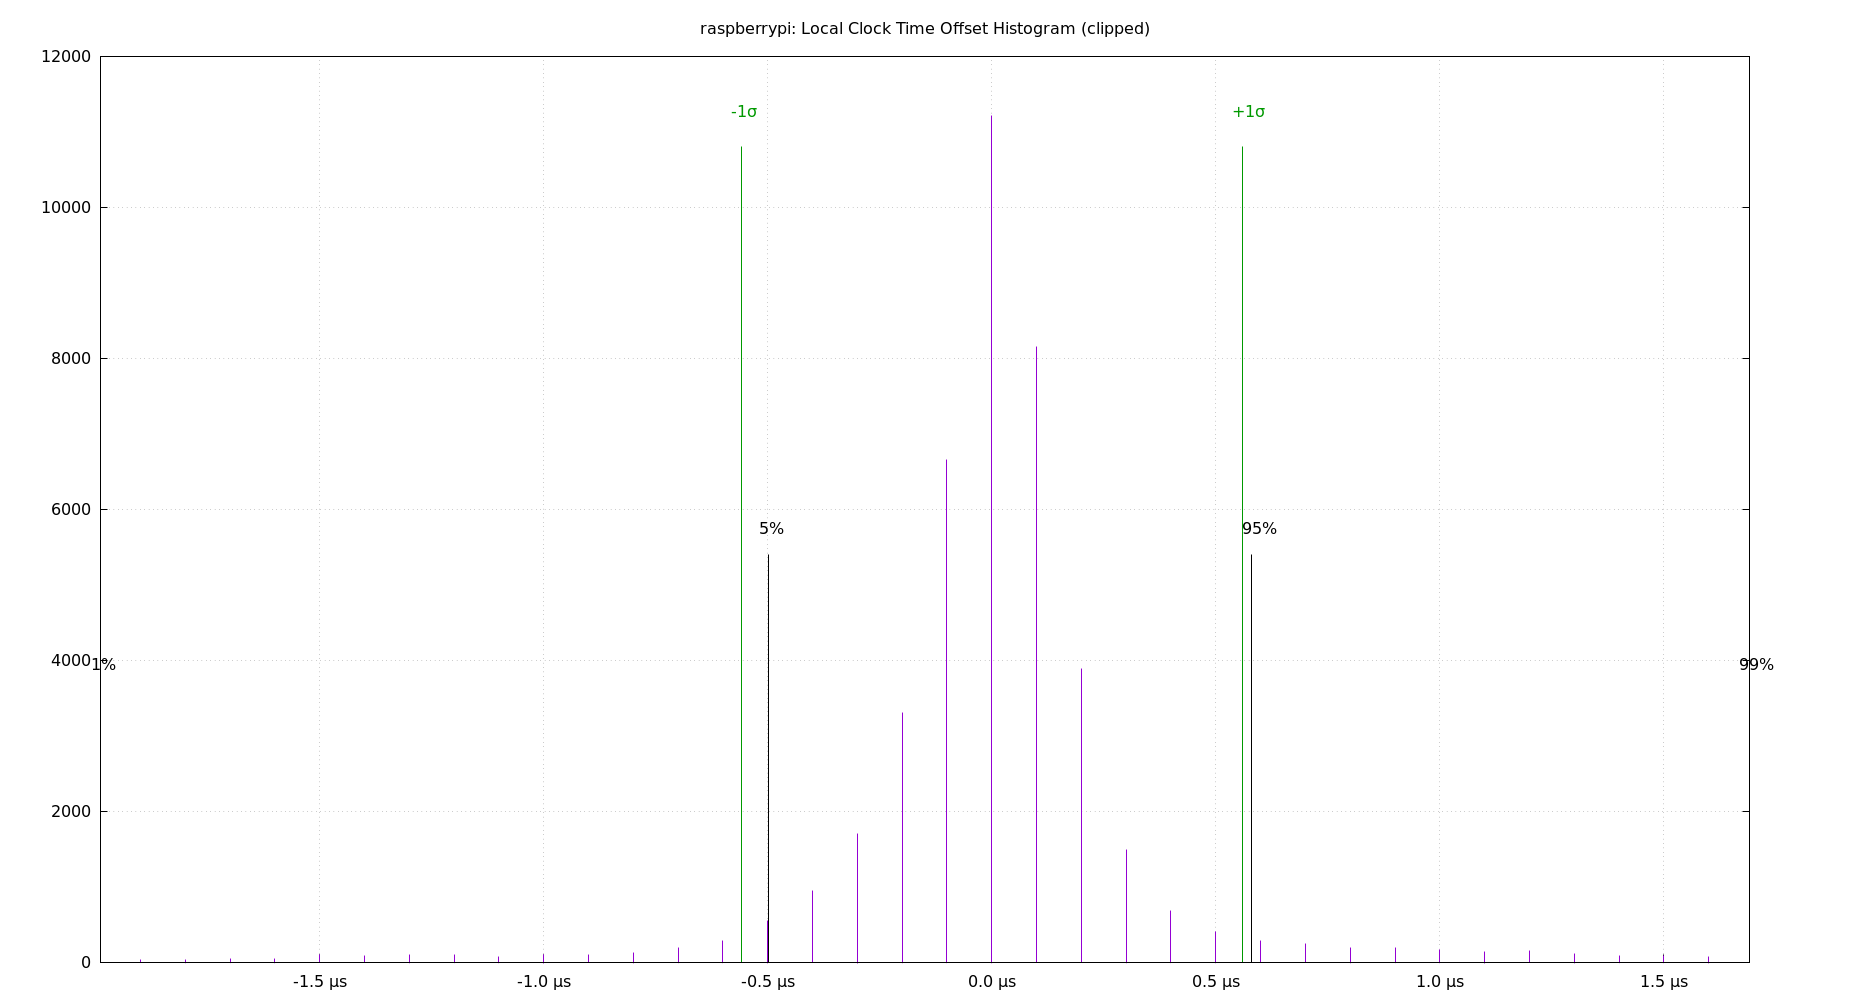 raspberrypi: Local Clock Time Offset Histogram (clipped)
12000
-1σ
+1σ
10000
8000
6000
5%
95%
4000
1%
99%
2000
0
-1.5 µs
-1.0 µs
-0.5 µs
0.0 µs
0.5 µs
1.0 µs
1.5 µs